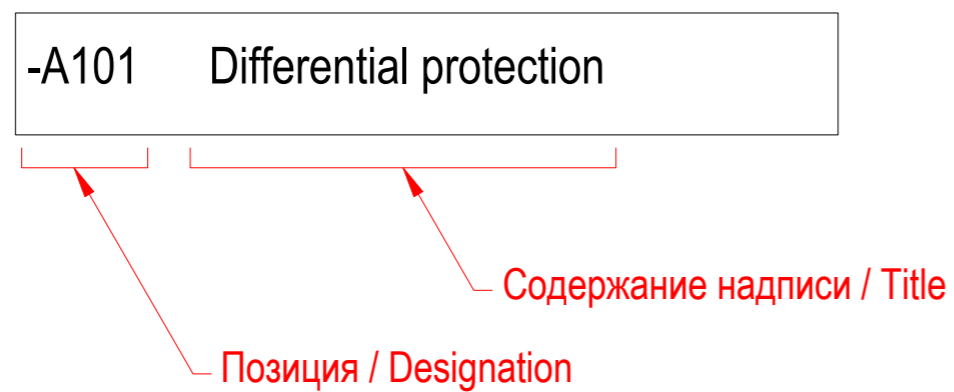 -A101 Differential protection
Содержание надписи / Title
Позиция / Designation